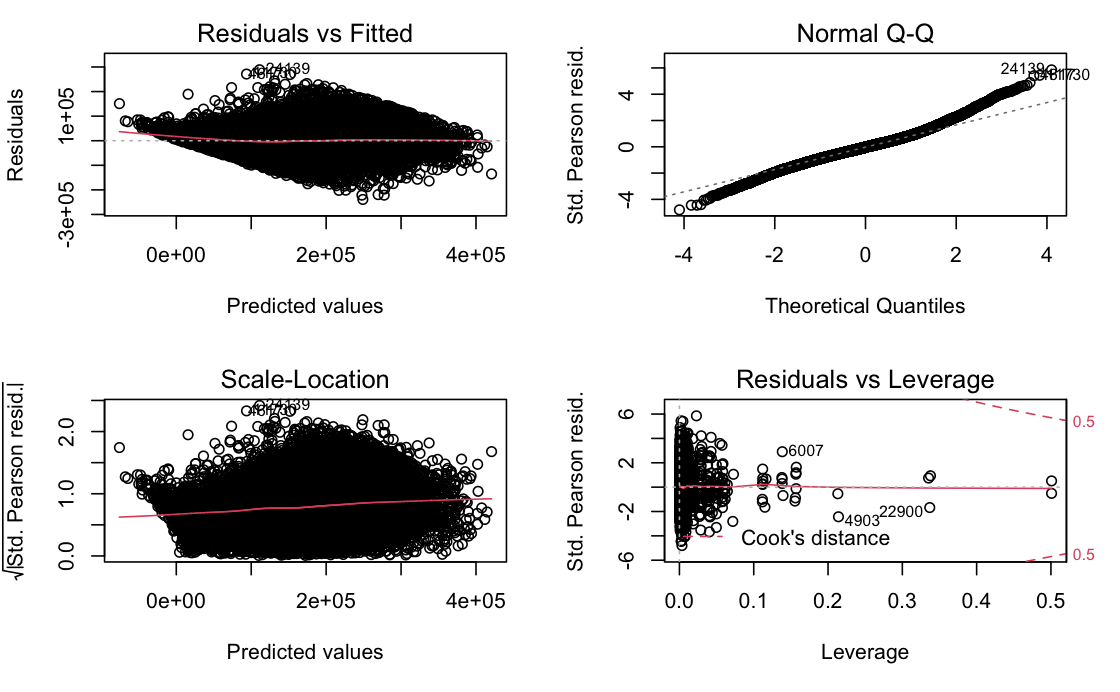 Residuals vs Fitted
Residuals
1e+05
-3e+05
24139
0e+00 2e+05 4e+05
Predicted values
Normal Q-Q
Std. Pearson resid.
4
0
-4
24139
-4 -2 0 2 4
Theoretical Quantiles
Scale-Location
√|Std. Pearson resid.|
2.0
1.0
0.0
24139
0e+00 2e+05 4e+05
Predicted values
Residuals vs Leverage
Std. Pearson resid.
6
2
-2
-6
0.5
6007
22900
4903
Cook's distance
0.5
0.0 0.1 0.2 0.3 0.4 0.5
Leverage